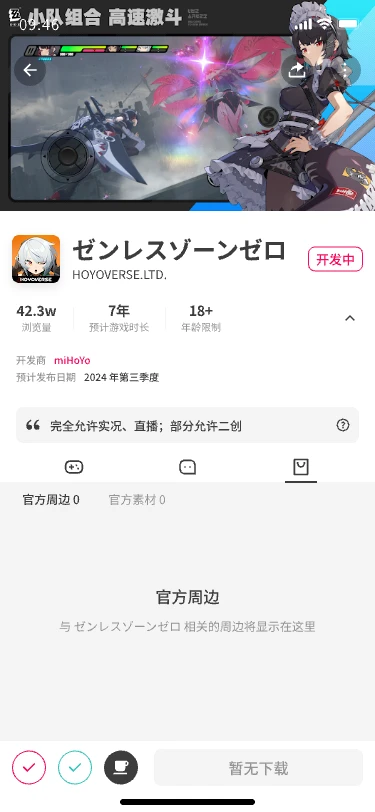 小队组合 高速激斗
09:46
ゼンレスゾーンゼロ
HOYOVERSE.LTD.
开发中
HOYOVERSE
42.3w
7年
18+
浏览量
预计游戏时长
年龄限制
开发商 miHoYo
预计发布日期 2024 年第三季度
完全允许实况、直播；部分允许二创
官方周边 0
官方素材 0
官方周边
与 ゼンレスゾーンゼロ 相关的周边将显示在这里
暂无下载